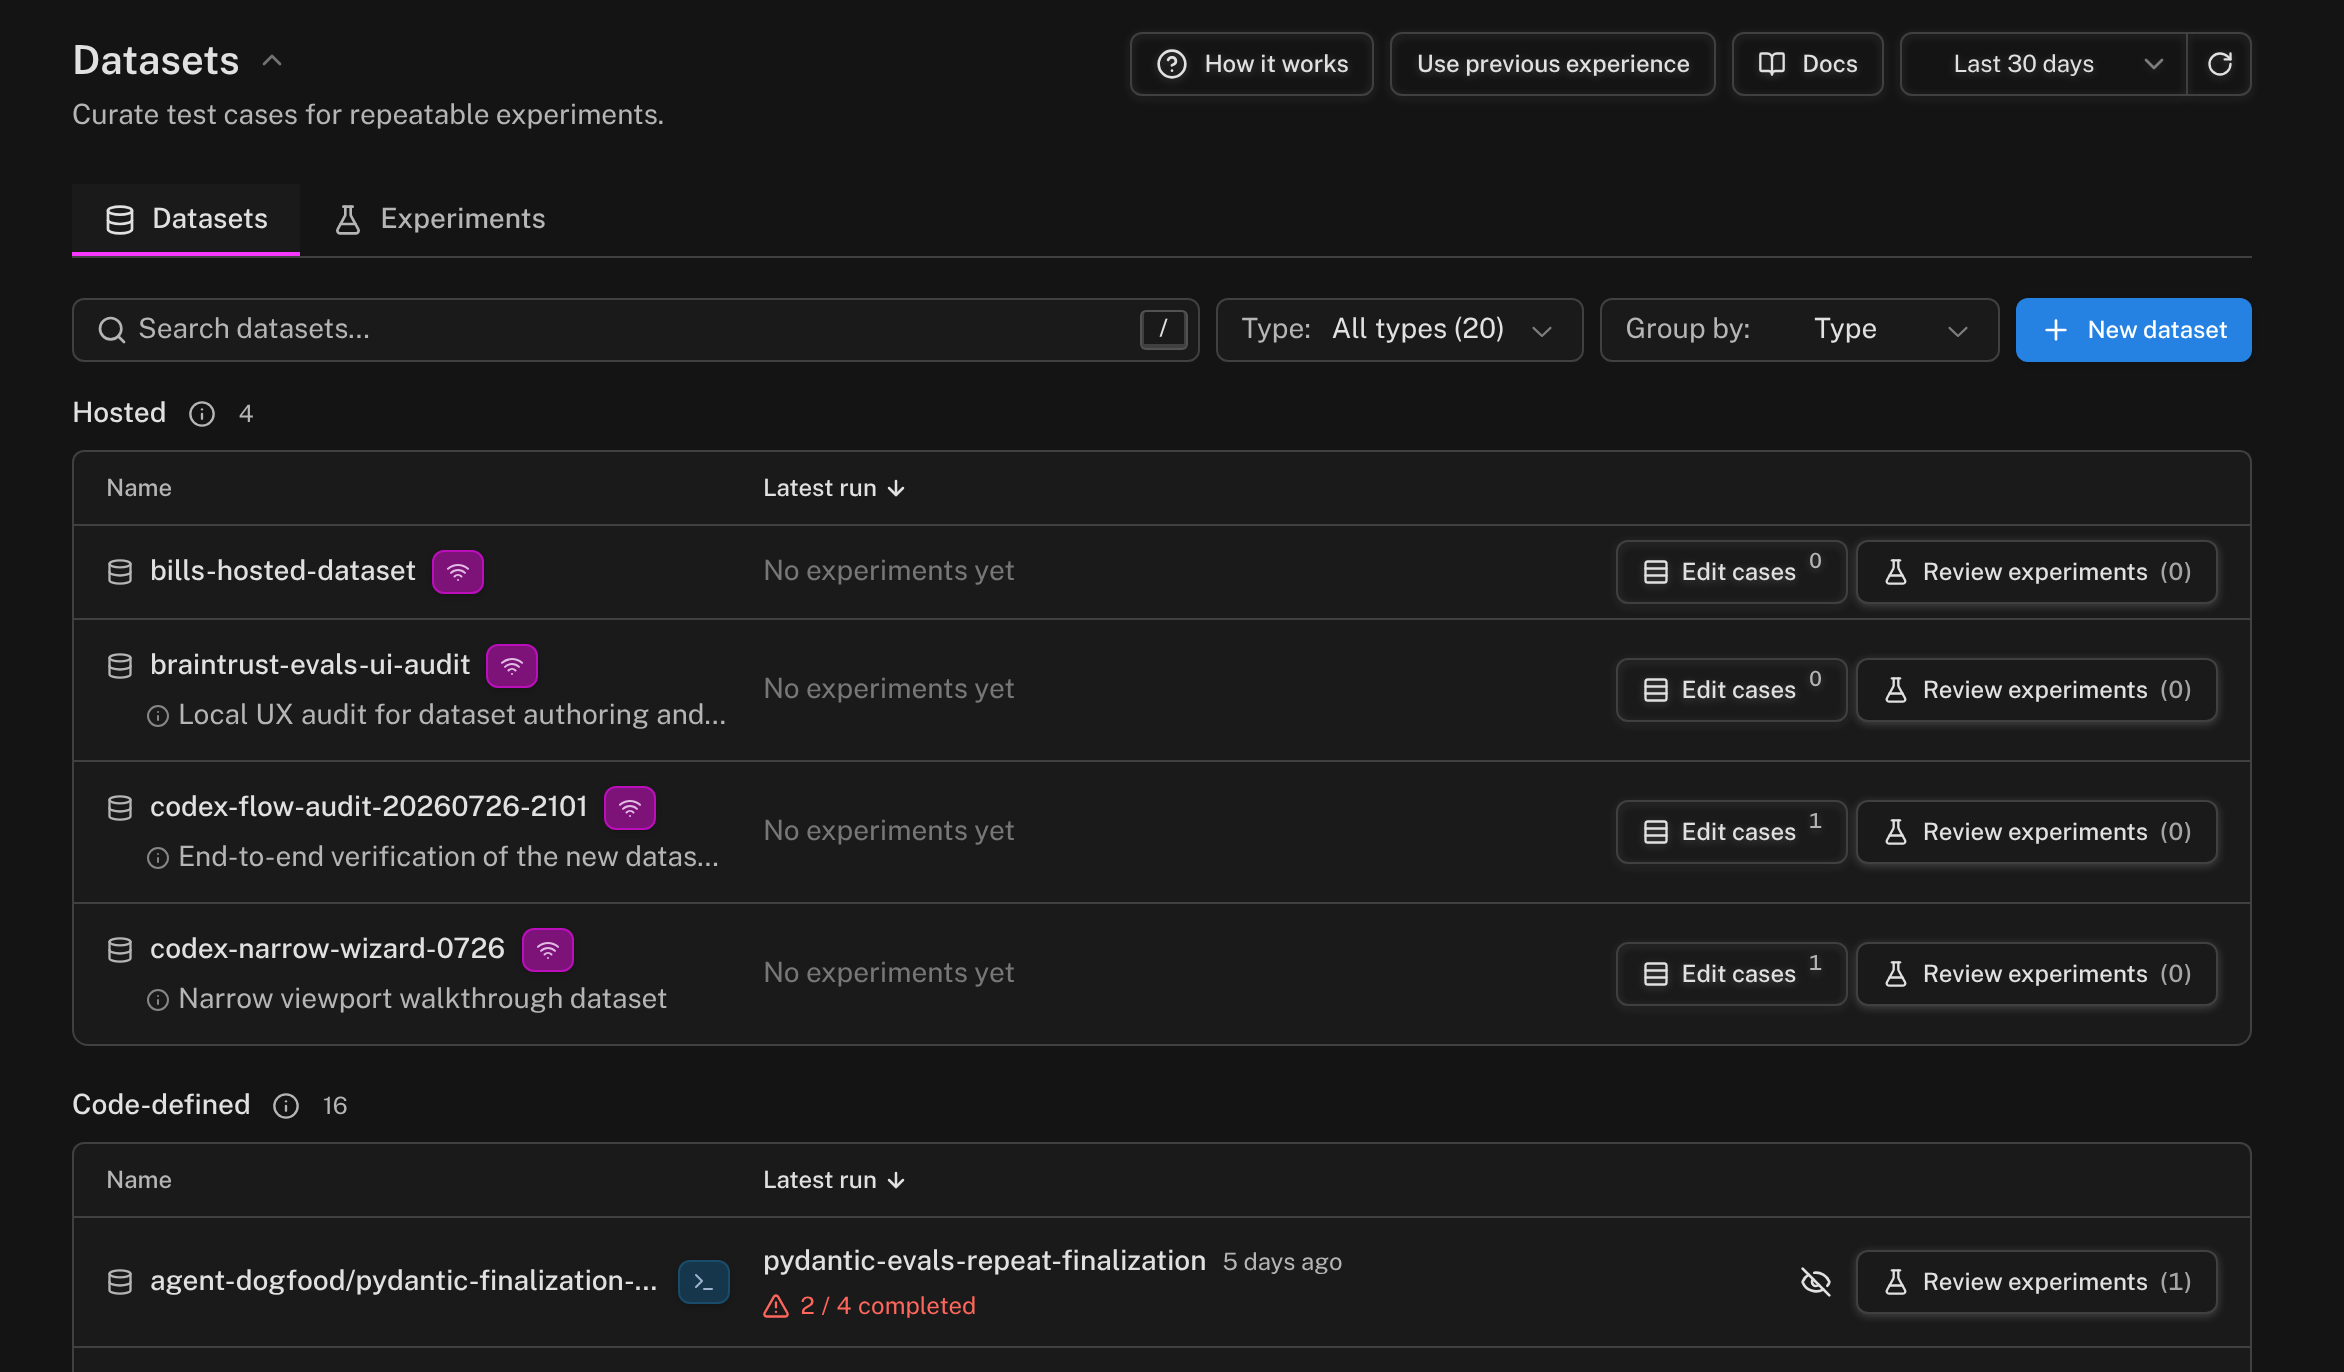 Datasets
How it works
Use previous experience
Docs
Last 30 days
Curate test cases for repeatable experiments.
Datasets
Experiments
Search datasets...
/
Type: All types (20)
Group by: Type
New dataset
Hosted 4
Name
Latest run
bills-hosted-dataset
No experiments yet
Edit cases 0
Review experiments (0)
braintrust-evals-ui-audit
Local UX audit for dataset authoring and...
No experiments yet
Edit cases 0
Review experiments (0)
codex-flow-audit-20260726-2101
End-to-end verification of the new datas...
No experiments yet
Edit cases 1
Review experiments (0)
codex-narrow-wizard-0726
Narrow viewport walkthrough dataset
No experiments yet
Edit cases 1
Review experiments (0)
Code-defined 16
Name
Latest run
agent-dogfood/pydantic-finalization-...
pydantic-evals-repeat-finalization 5 days ago
2 / 4 completed
Review experiments (1)